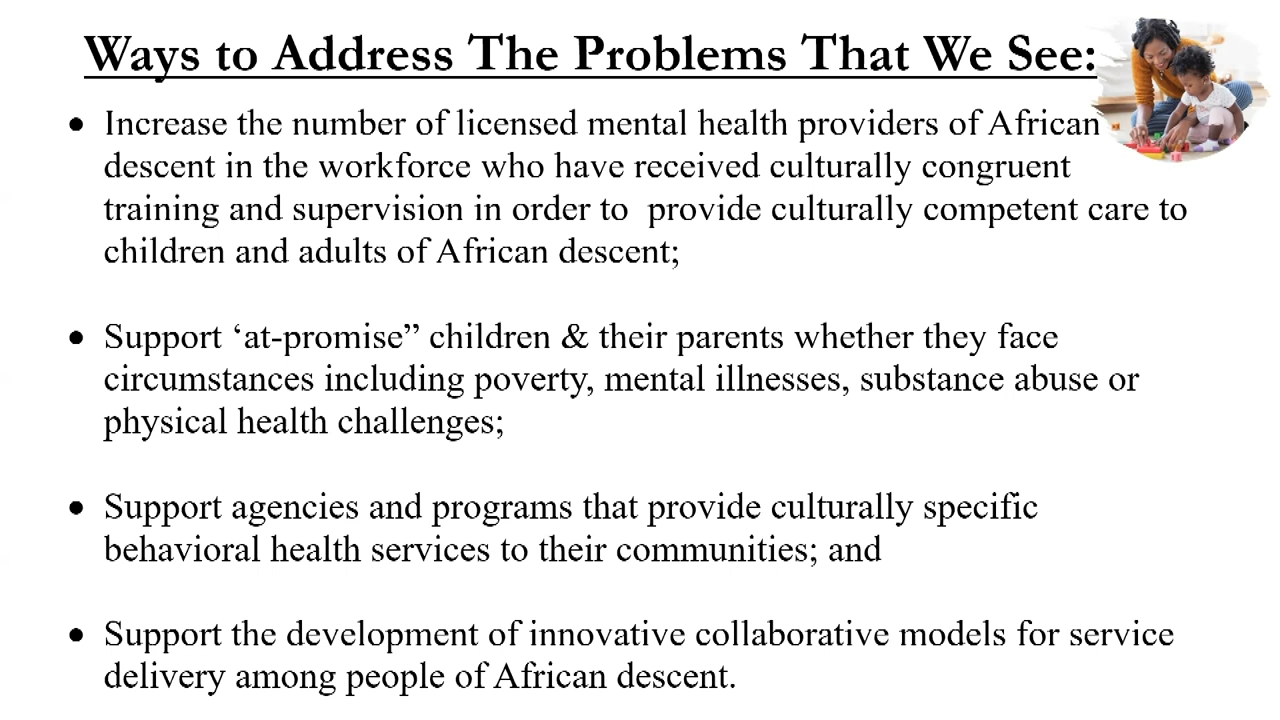 Ways to Address The Problems That We See:
• Increase the number of licensed mental health providers of African
descent in the workforce who have received culturally congruent
training and supervision in order to  provide culturally competent care to
children and adults of African descent;
• Support ‘at-promise” children & their parents whether they face
circumstances including poverty, mental illnesses, substance abuse or
physical health challenges;
• Support agencies and programs that provide culturally specific
behavioral health services to their communities; and
• Support the development of innovative collaborative models for service
delivery among people of African descent.